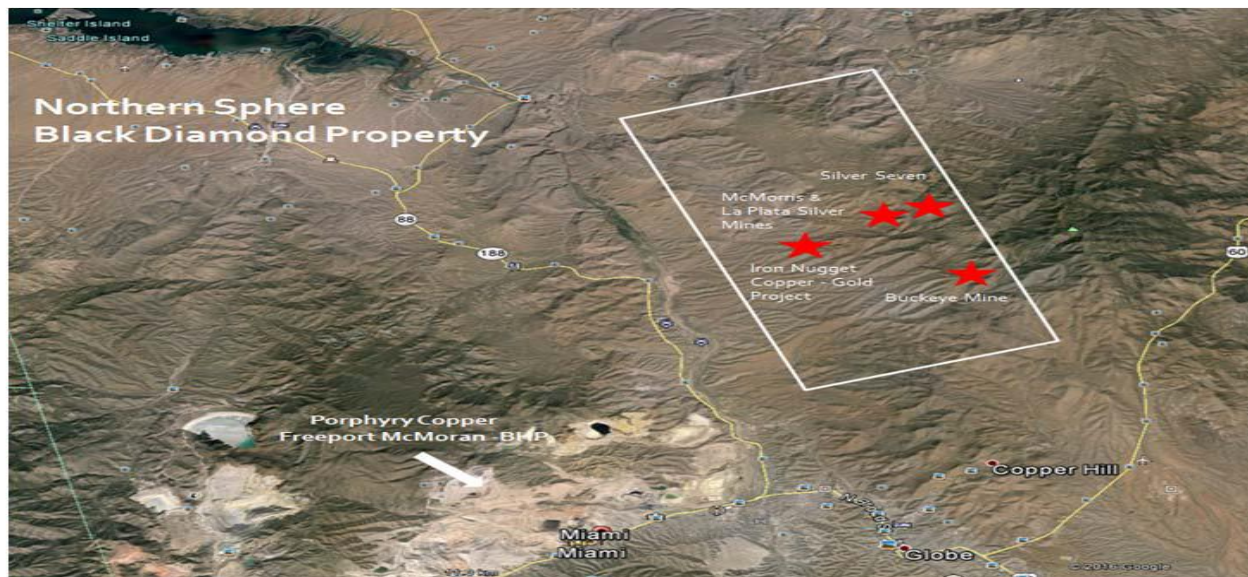 Shelter Island
Saddle Island
Northern Sphere
Black Diamond Property
Silver Seven
McMorris &
La Plata Silver
Mines
88
188
60
Iron Nugget
Copper - Gold
Project
Buckeye Mine
Porphyry Copper
Freeport McMoran -BHP
Copper Hill
Miami
Miami
Globe
© 2016 Google